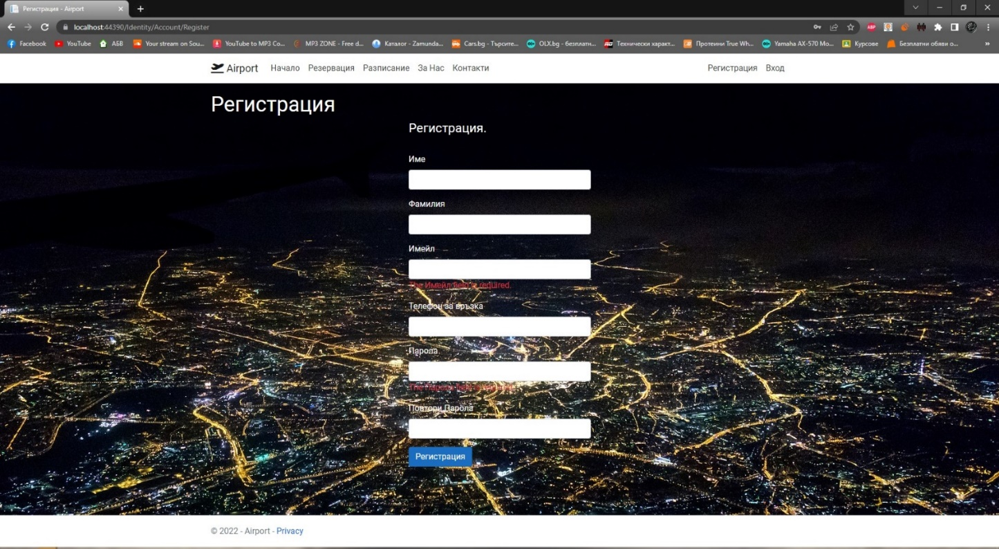 Регистрация - Airport
localhost:44390/Identity/Account/Register
ABP
Facebook YouTube АБВ Your stream on Sou... YouTube to MP3 Co... MP3 ZONE - Free d... Каталог - Zamunda... Cars.bg - Търсите... OLX.bg - безплатн... Технически характ... Протеини True Wh... Yamaha AX-570 Mo... Курсове Безплатни обяви о... »
Airport Начало Резервация Разписание За Нас Контакти Регистрация Вход
Регистрация
Регистрация.
Име
Фамилия
Имейл
The Имейл field is required.
Телефон за връзка
Парола
The Парола field is required.
Повтори Парола
Регистрация
© 2022 - Airport - Privacy